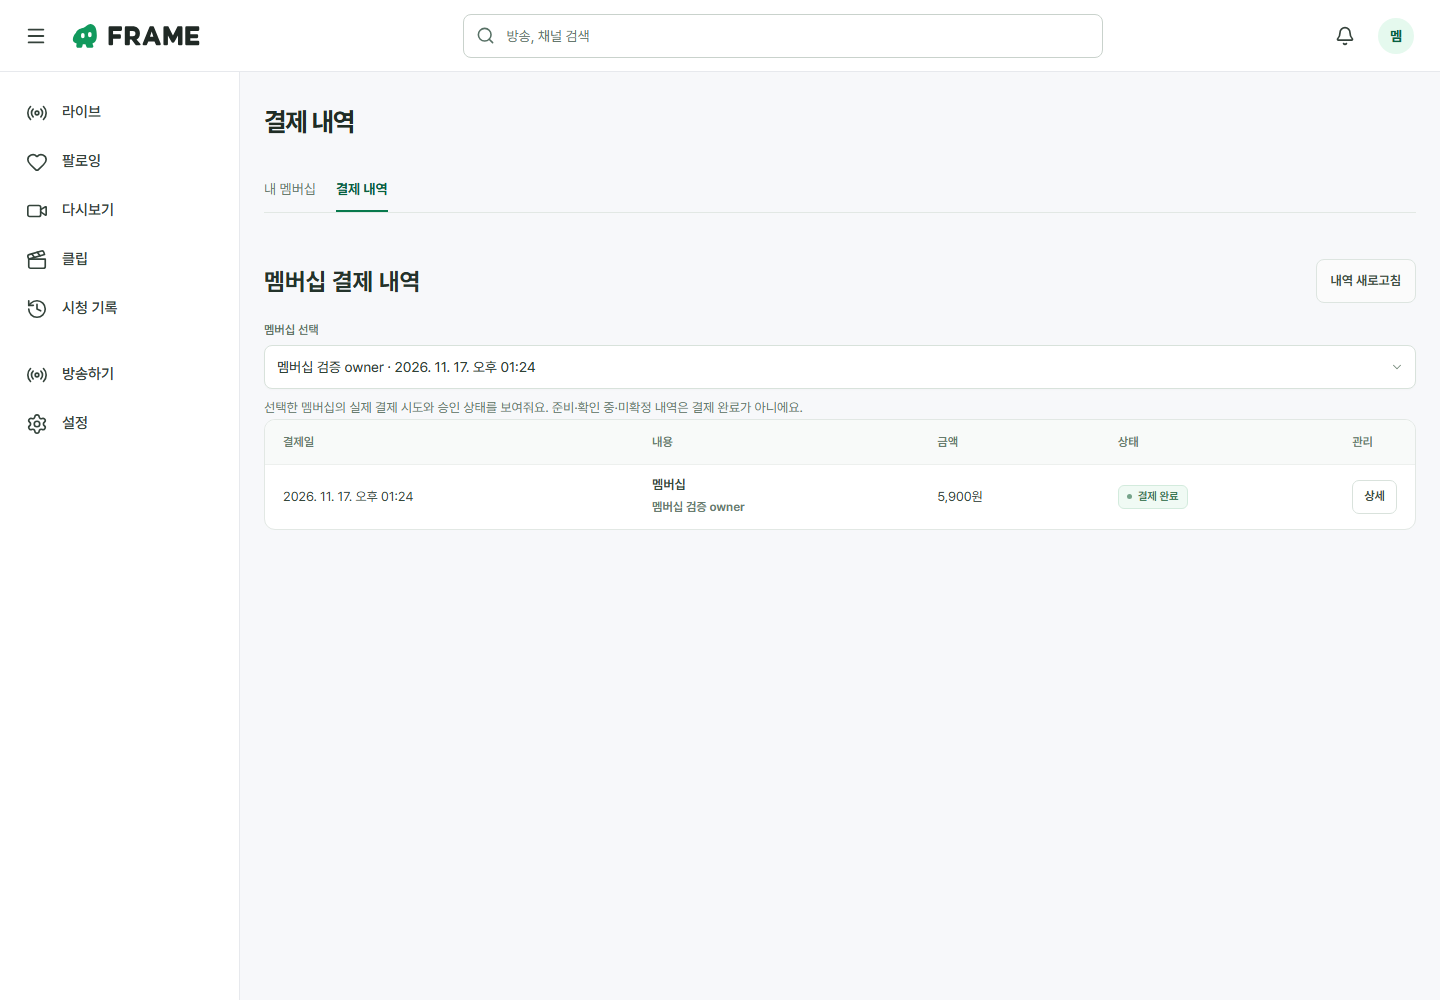 FRAME
방송, 채널 검색
멤
라이브
팔로잉
다시보기
클립
시청 기록
방송하기
설정
결제 내역
내 멤버십
결제 내역
멤버십 결제 내역
내역 새로고침
멤버십 선택
멤버십 검증 owner · 2026. 11. 17. 오후 01:24
선택한 멤버십의 실제 결제 시도와 승인 상태를 보여줘요. 준비·확인 중·미확정 내역은 결제 완료가 아니에요.
결제일 내용 금액 상태 관리
2026. 11. 17. 오후 01:24 멤버십 5,900원 결제 완료 상세
멤버십 검증 owner